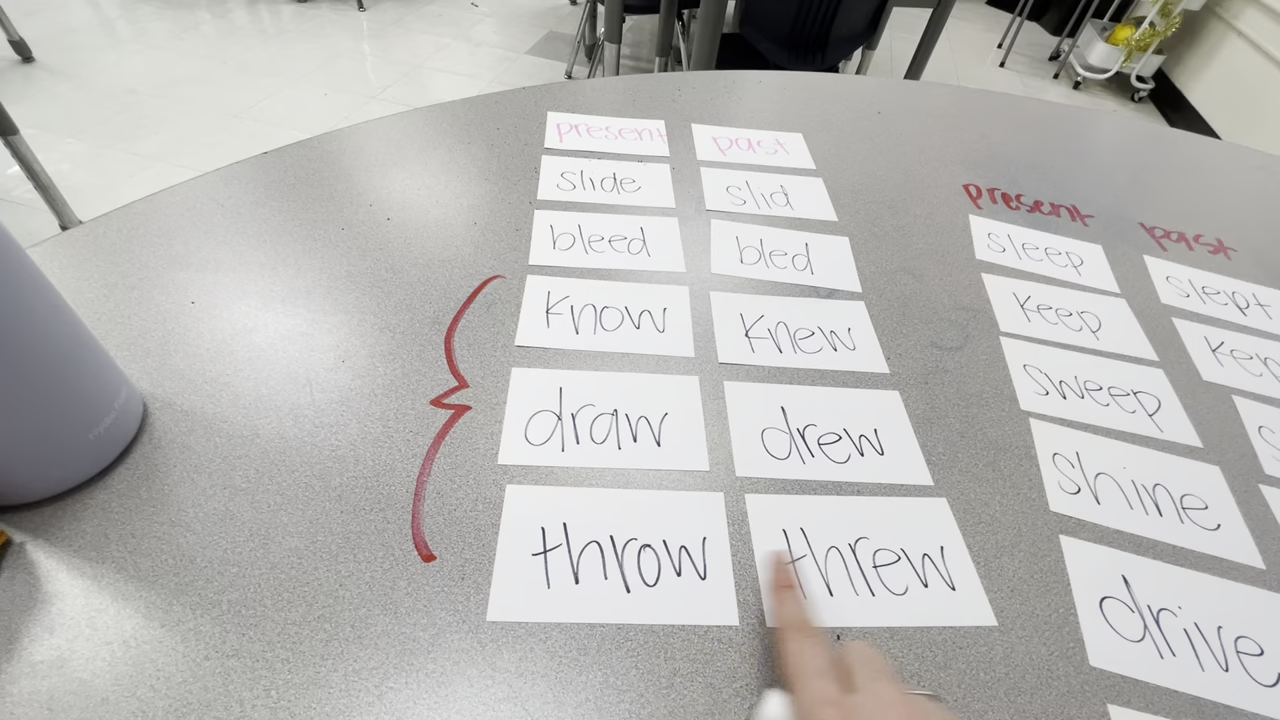 present past
slide slid
bleed bled
know knew
draw drew
throw threw
present past
sleep slept
keep
sweep
shine
drive